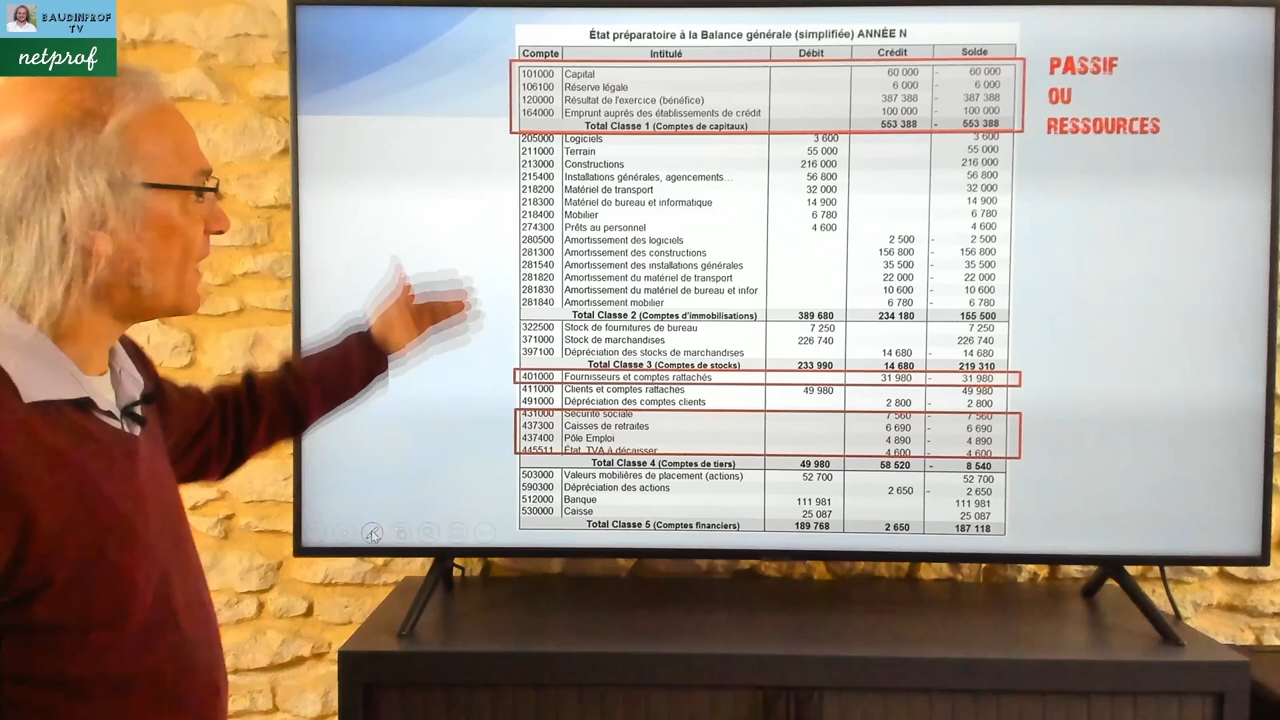 BAUDINPROF
TV
netprof
État préparatoire à la Balance générale (simplifiée) ANNÉE N
Compte Intitulé Débit Crédit Solde
101000 Capital 60 000 - 60 000
106100 Réserve légale 6 000 - 6 000
120000 Résultat de l'exercice (bénéfice) 387 388 - 387 388
164000 Emprunt auprés des établissements de crédit 100 000 - 100 000
Total Classe 1 (Comptes de capitaux) 553 388 - 553 388
PASSIF
OU
RESSOURCES
205000 Logiciels 3 600 3 600
211000 Terrain 55 000 55 000
213000 Constructions 216 000 216 000
215400 Installations générales, agencements... 56 800 56 800
218200 Matériel de transport 32 000 32 000
218300 Matériel de bureau et informatique 14 900 14 900
218400 Mobilier 6 780 6 780
274300 Prêts au personnel 4 600 4 600
280500 Amortissement des logiciels 2 500 - 2 500
281300 Amortissement des constructions 156 800 - 156 800
281540 Amortissement des installations générales 35 500 - 35 500
281820 Amortissement du matériel de transport 22 000 - 22 000
281830 Amortissement du matériel de bureau et infor 10 600 - 10 600
281840 Amortissement mobilier 6 780 - 6 780
Total Classe 2 (Comptes d'immobilisations) 389 680 234 180 155 500
322500 Stock de fournitures de bureau 7 250 7 250
371000 Stock de marchandises 226 740 226 740
397100 Dépréciation des stocks de marchandises 14 680 - 14 680
Total Classe 3 (Comptes de stocks) 233 990 14 680 219 310
401000 Fournisseurs et comptes rattachés 31 980 - 31 980
411000 Clients et comptes rattachés 49 980 49 980
491000 Dépréciation des comptes clients 2 800 - 2 800
431000 Sécurité sociale 7 560 - 7 560
437300 Caisses de retraites 6 690 - 6 690
437400 Pôle Emploi 4 890 - 4 890
445511 État, TVA à décaisser 4 600 - 4 600
Total Classe 4 (Comptes de tiers) 49 980 58 520 - 8 540
503000 Valeurs mobilières de placement (actions) 52 700 52 700
590300 Dépréciation des actions 2 650 - 2 650
512000 Banque 111 981 111 981
530000 Caisse 25 087 25 087
Total Classe 5 (Comptes financiers) 189 768 2 650 187 118